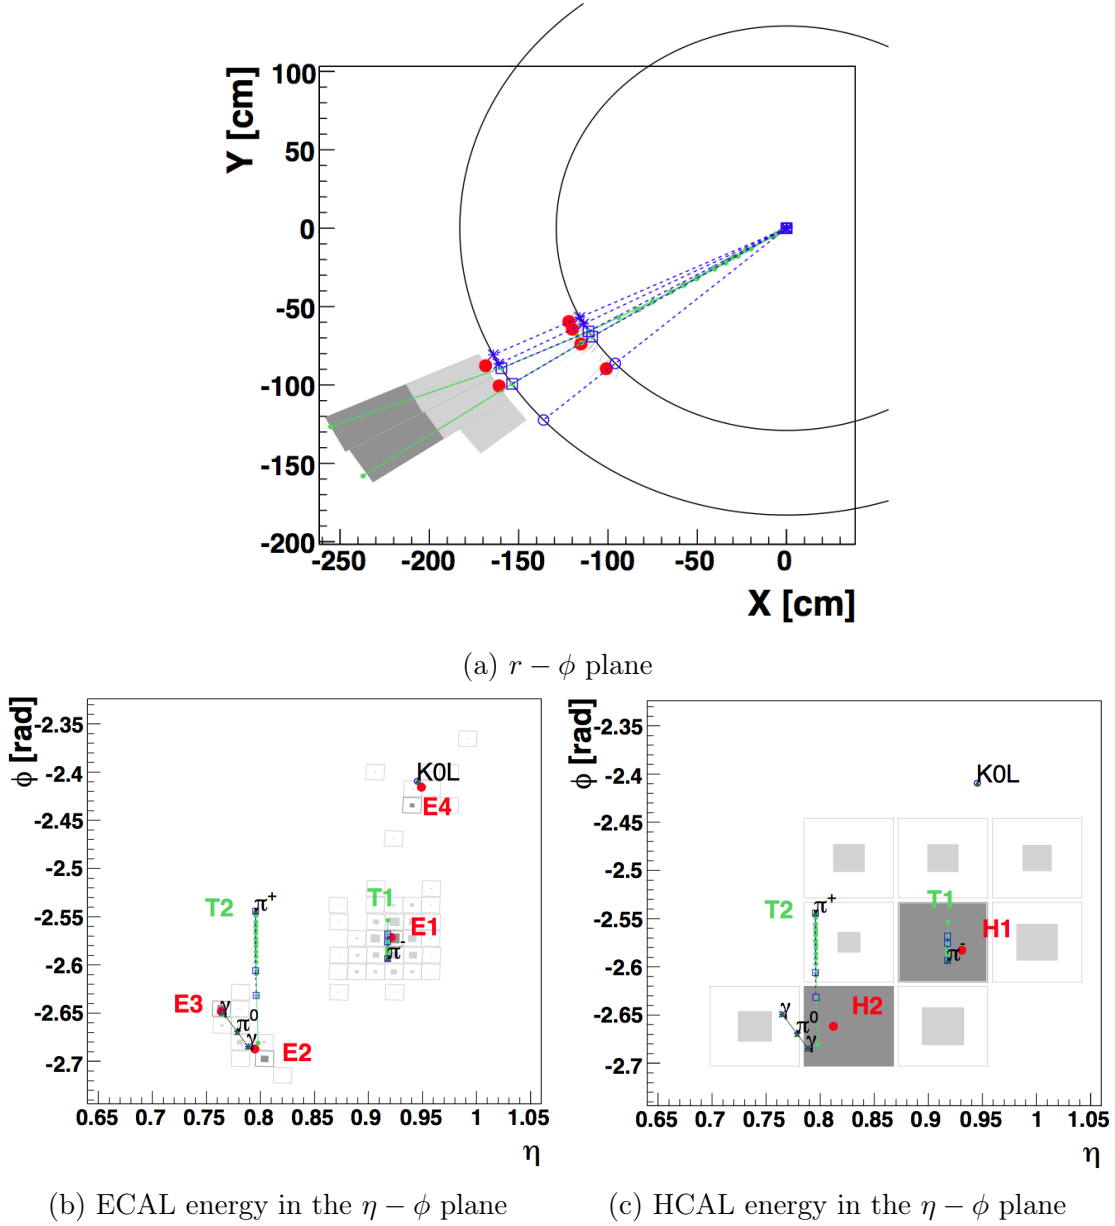 Y [cm]
100
50
0
-50
-100
-150
-200
-250
-200
-150
-100
-50
0
X [cm]
(a) r − ϕ plane
ϕ [rad]
-2.35
-2.4
-2.45
-2.5
-2.55
-2.6
-2.65
-2.7
K0L
E4
T1
T2
π+
E1
π-
E3
γ
π0
γ
E2
0.65
0.7
0.75
0.8
0.85
0.9
0.95
1
1.05
η
ϕ [rad]
-2.35
-2.4
-2.45
-2.5
-2.55
-2.6
-2.65
-2.7
K0L
T1
T2
π+
H1
π-
γ
π0
γ
H2
0.65
0.7
0.75
0.8
0.85
0.9
0.95
1
1.05
η
(b) ECAL energy in the η − ϕ plane
(c) HCAL energy in the η − ϕ plane